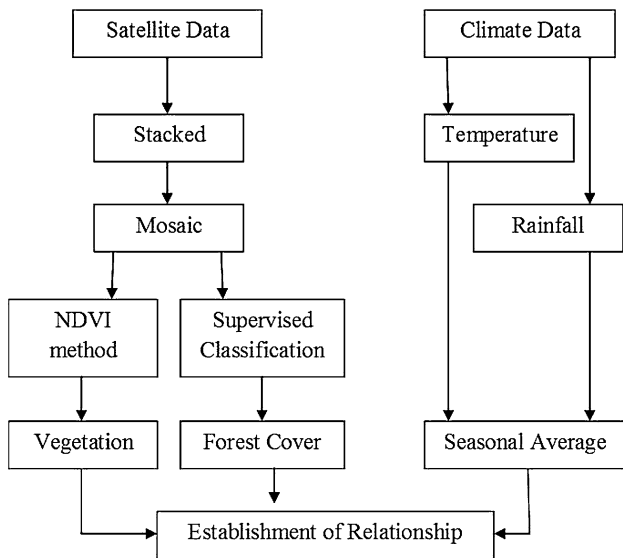 Satellite Data
Climate Data
Stacked
Temperature
Mosaic
Rainfall
NDVI
method
Supervised
Classification
Vegetation
Forest Cover
Seasonal Average
Establishment of Relationship